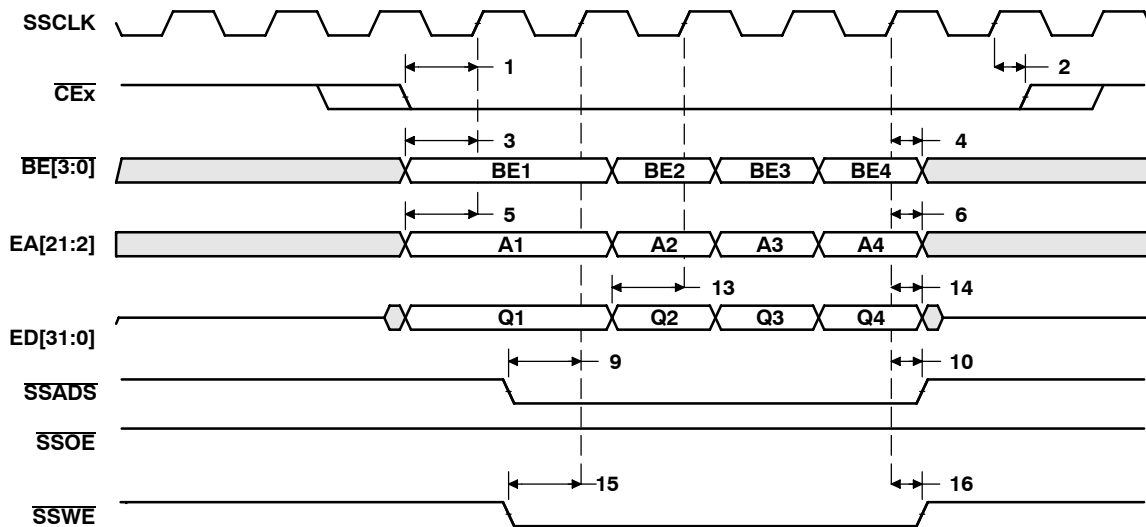 SSCLK
1 2
CEx
3 4
BE[3:0] BE1 BE2 BE3 BE4
5 6
EA[21:2] A1 A2 A3 A4
13 14
ED[31:0] Q1 Q2 Q3 Q4
9 10
SSADS
SSOE
15 16
SSWE